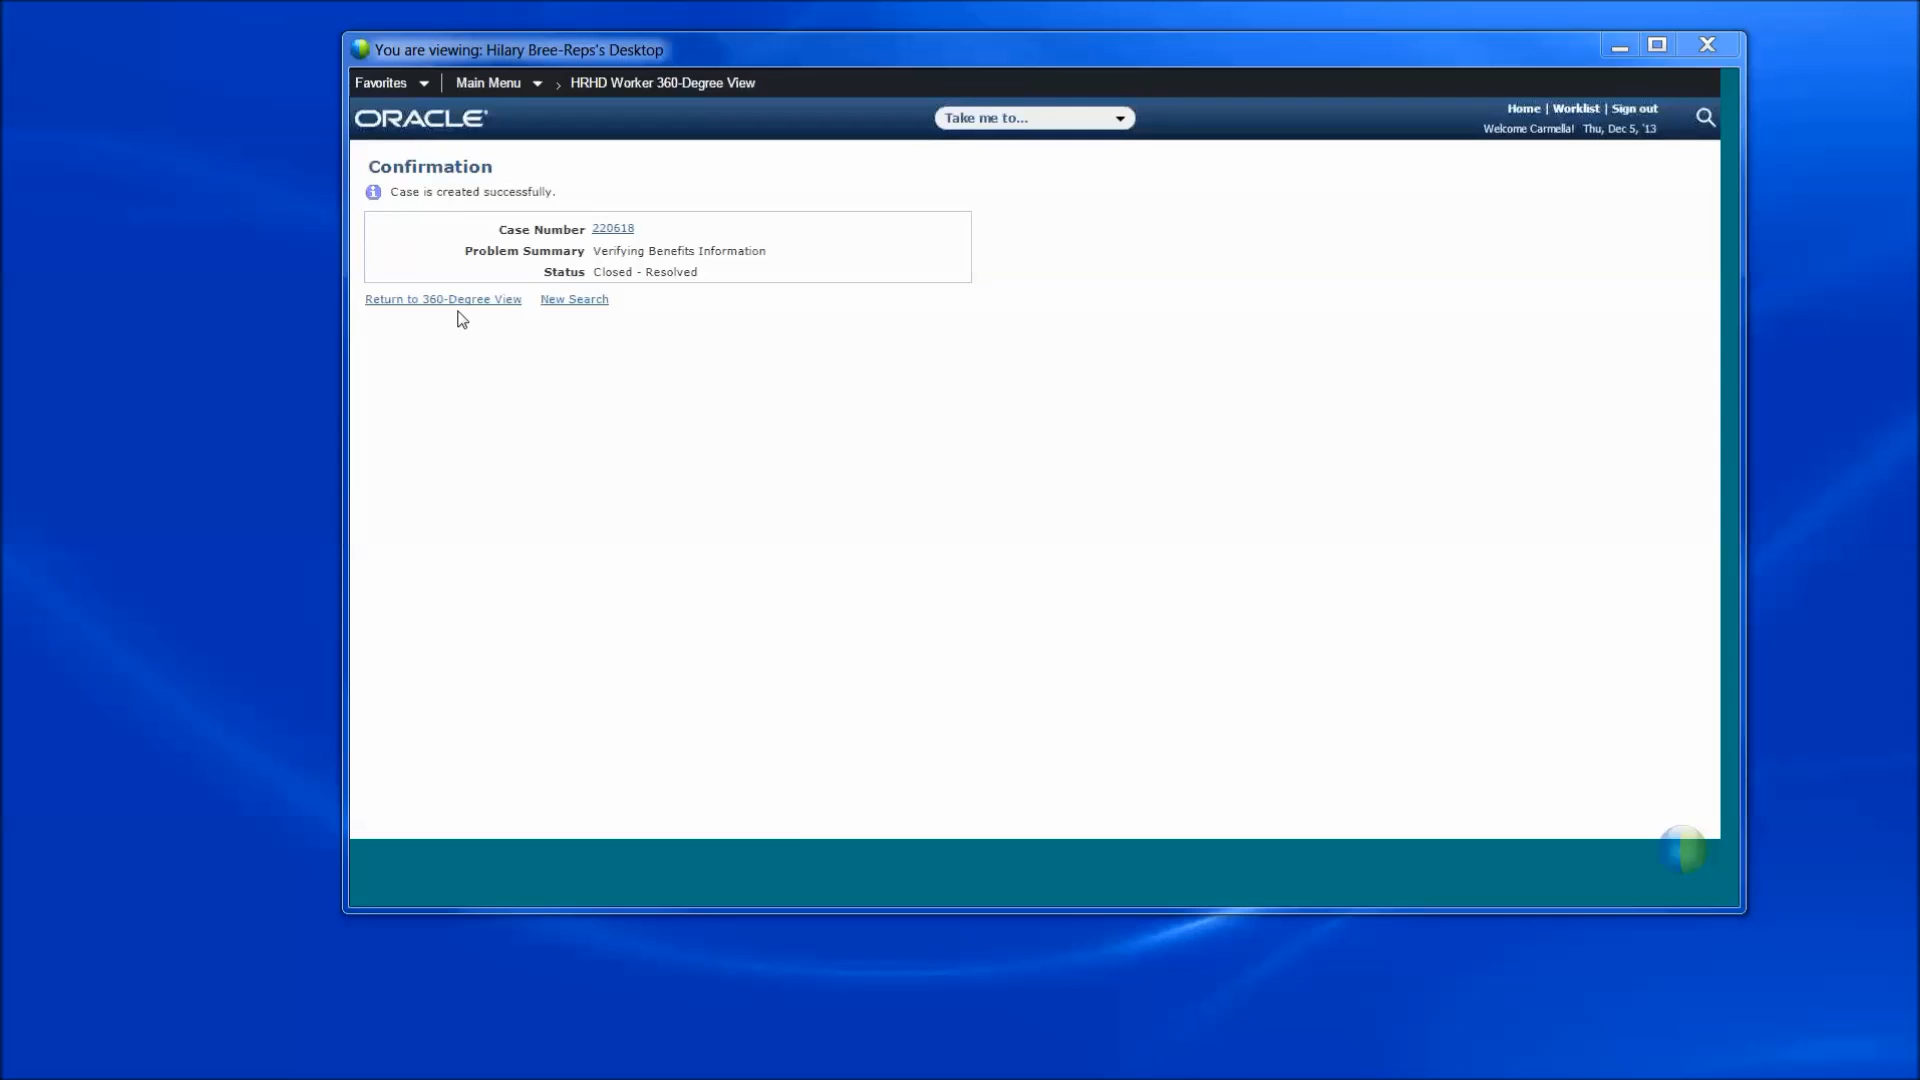 You are viewing: Hilary Bree-Reps's Desktop
Favorites Main Menu > HRHD Worker 360-Degree View
ORACLE' Take me to... Home | Worklist | Sign out
Welcome Carmella! Thu, Dec 5, '13
Confirmation
Case is created successfully.
Case Number 220618
Problem Summary Verifying Benefits Information
Status Closed - Resolved
Return to 360-Degree View New Search